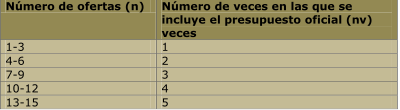 Número de ofertas (n) Número de veces en las que se
incluye el presupuesto oficial (nv)
veces
1-3 1
4-6 2
7-9 3
10-12 4
13-15 5